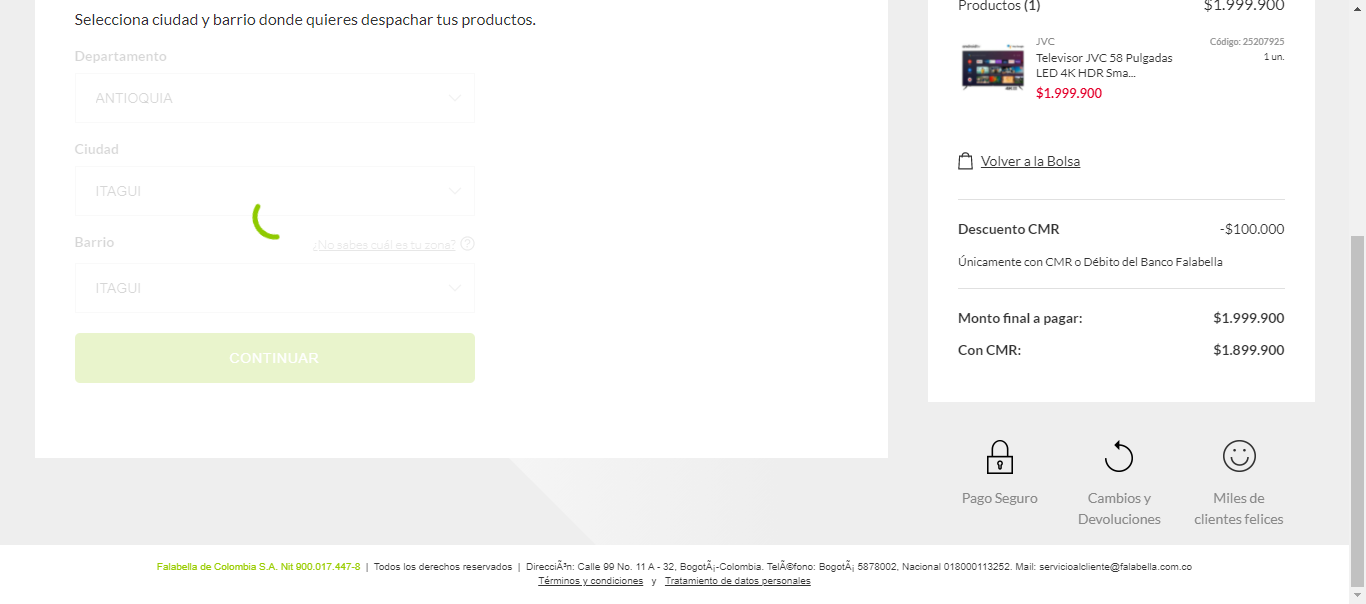 Selecciona ciudad y barrio donde quieres despachar tus productos.
Departamento
ANTIOQUIA
Ciudad
ITAGUI
Barrio
¿No sabes cuál es tu zona?
ITAGUI
CONTINUAR
Productos (1) $1.999.900
JVC Código: 25207925
Televisor JVC 58 Pulgadas 1 un.
LED 4K HDR Sma...
$1.999.900
Volver a la Bolsa
Descuento CMR -$100.000
Únicamente con CMR o Débito del Banco Falabella
Monto final a pagar: $1.999.900
Con CMR: $1.899.900
Pago Seguro
Cambios y
Devoluciones
Miles de
clientes felices
Falabella de Colombia S.A. Nit 900.017.447-8 | Todos los derechos reservados | DirecciÃ³n: Calle 99 No. 11 A - 32, BogotÃ¡-Colombia. TelÃ©fono: BogotÃ¡ 5878002, Nacional 018000113252. Mail: servicioalcliente@falabella.com.co
Términos y condiciones y Tratamiento de datos personales